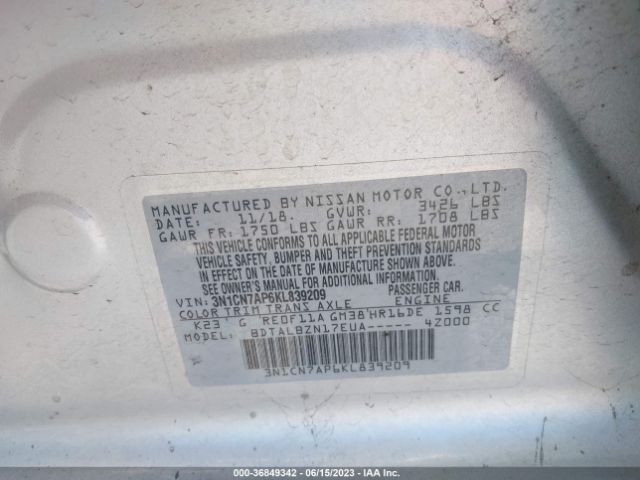 MANUFACTURED BY NISSAN MOTOR CO., LTD.
DATE: 11/18. GVWR: 3426 LBS
GAWR FR: 1750 LBS GAWR RR: 1708 LBS
THIS VEHICLE CONFORMS TO ALL APPLICABLE FEDERAL MOTOR
VEHICLE SAFETY, BUMPER AND THEFT PREVENTION STANDARDS
IN EFFECT ON THE DATE OF MANUFACTURE SHOWN ABOVE.
SEE OWNER'S MANUAL FOR ADDITIONAL INFORMATION.
VIN: 3N1CN7AP6KL839209 PASSENGER CAR.
COLOR TRIM TRANS AXLE ENGINE
K23 G RE0F11A GM38 HR16DE 1598 CC
MODEL: BDTALBZN17EUA----- 42000
3N1CN7AP6KL839209
STOCK: 36849342 / 06/15/2023 - IAA Inc.